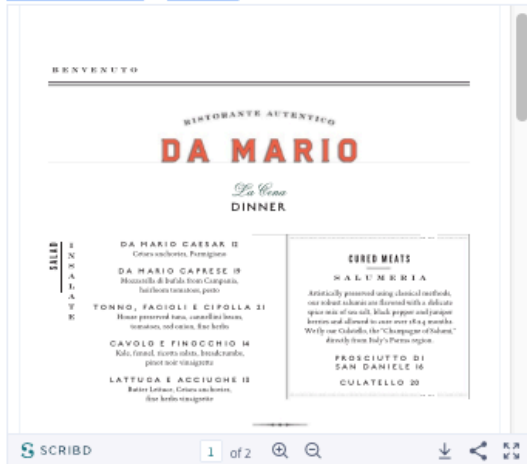 BENVENUTO
RISTORANTE AUTENTICO
DA MARIO
La Cena
DINNER
SALAD
INSALATE
DA MARIO CAESAR 12
Cetara anchovies, Parmigiano
DA MARIO CAPRESE 19
Mozzarella di bufala from Campania,
heirloom tomatoes, pesto
TONNO, FAGIOLI E CIPOLLA 21
House preserved tuna, cannellini beans,
tomatoes, red onion, fine herbs
CAVOLO E FINOCCHIO 14
Kale, fennel, ricotta salata, breadcrumbs,
pinot noir vinaigrette
LATTUGA E ACCIUGHE 13
Butter Lettuce, Cetara anchovies,
fine herbs vinaigrette
CURED MEATS
SALUMERIA
Artistically preserved using classical methods,
our robust salumis are flavored with a delicate
spice mix of sea salt, black pepper and juniper
berries and allowed to cure over 18-24 months.
We fly our Culatello, the "Champagne of Salumi,"
directly from Italy's Parma region.
PROSCIUTTO DI
SAN DANIELE 16
CULATELLO 20
SCRIBD
1 of 2